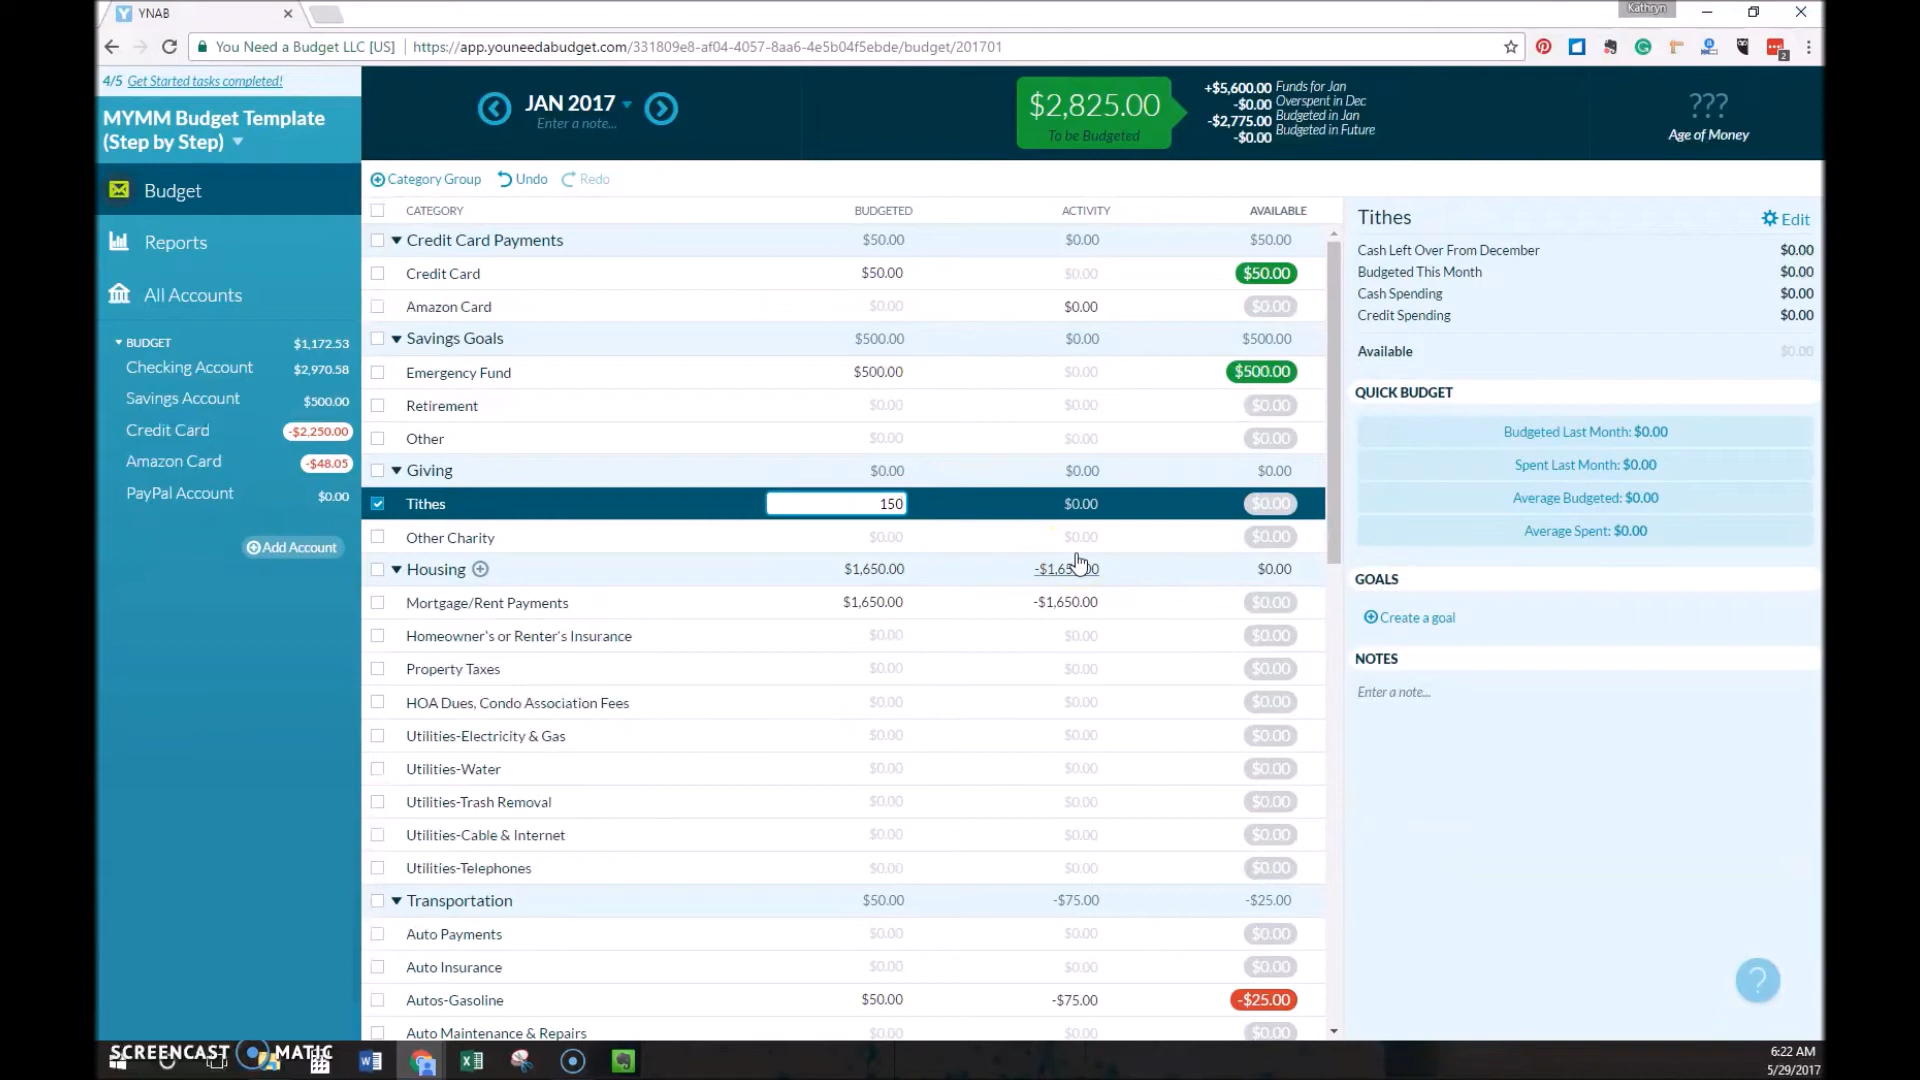 YNAB
Kathryn
You Need a Budget LLC [US] | https://app.youneedabudget.com/331809e8-af04-4057-8aa6-4e5b04f5ebde/budget/201701
2
4/5 Get Started tasks completed!
MYMM Budget Template
(Step by Step)
Budget
Reports
All Accounts
BUDGET $1,172.53
Checking Account $2,970.58
Savings Account $500.00
Credit Card -$2,250.00
Amazon Card -$48.05
PayPal Account $0.00
Add Account
JAN 2017
Enter a note...
$2,825.00
To be Budgeted
+$5,600.00 Funds for Jan
-$0.00 Overspent in Dec
-$2,775.00 Budgeted in Jan
-$0.00 Budgeted in Future
???
Age of Money
Category Group Undo Redo
CATEGORY BUDGETED ACTIVITY AVAILABLE
Credit Card Payments $50.00 $0.00 $50.00
Credit Card $50.00 $0.00 $50.00
Amazon Card $0.00 $0.00 $0.00
Savings Goals $500.00 $0.00 $500.00
Emergency Fund $500.00 $0.00 $500.00
Retirement $0.00 $0.00 $0.00
Other $0.00 $0.00 $0.00
Giving $0.00 $0.00 $0.00
Tithes 150 $0.00 $0.00
Other Charity $0.00 $0.00 $0.00
Housing $1,650.00 $0.00
Mortgage/Rent Payments $1,650.00 -$1,650.00 $0.00
Homeowner's or Renter's Insurance $0.00 $0.00 $0.00
Property Taxes $0.00 $0.00 $0.00
HOA Dues, Condo Association Fees $0.00 $0.00 $0.00
Utilities-Electricity & Gas $0.00 $0.00 $0.00
Utilities-Water $0.00 $0.00 $0.00
Utilities-Trash Removal $0.00 $0.00 $0.00
Utilities-Cable & Internet $0.00 $0.00 $0.00
Utilities-Telephones $0.00 $0.00 $0.00
Transportation $50.00 -$75.00 -$25.00
Auto Payments $0.00 $0.00 $0.00
Auto Insurance $0.00 $0.00 $0.00
Autos-Gasoline $50.00 -$75.00 -$25.00
Auto Maintenance & Repairs $0.00 $0.00 $0.00
Tithes Edit
Cash Left Over From December $0.00
Budgeted This Month $0.00
Cash Spending $0.00
Credit Spending $0.00
Available $0.00
QUICK BUDGET
Budgeted Last Month: $0.00
Spent Last Month: $0.00
Average Budgeted: $0.00
Average Spent: $0.00
GOALS
Create a goal
NOTES
Enter a note...
?
SCREENCAST MATIC
6:22 AM
5/29/2017